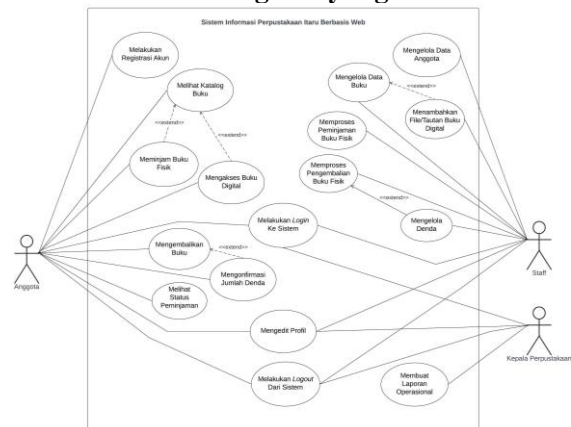 Sistem Informasi Perpustakaan Itaru Berbasis Web
Melakukan
Registrasi Akun
Melihat Katalog
Buku
<<extend>>
<<extend>>
Meminjam Buku
Fisik
Mengakses Buku
Digital
Mengelola Data
Anggota
Mengelola Data
Buku
<<extend>>
Menambahkan
File/Tautan Buku
Digital
Memproses
Peminjaman
Buku Fisik
Memproses
Pengembalian
Buku Fisik
<<extend>>
Mengelola
Denda
Melakukan Login
Ke Sistem
Mengembalikan
Buku
<<extend>>
Mengonfirmasi
Jumlah Denda
Melihat
Status
Peminjaman
Mengedit Profil
Melakukan Logout
Dari Sistem
Membuat
Laporan
Operasional
Anggota
Staff
Kepala Perpustakaan